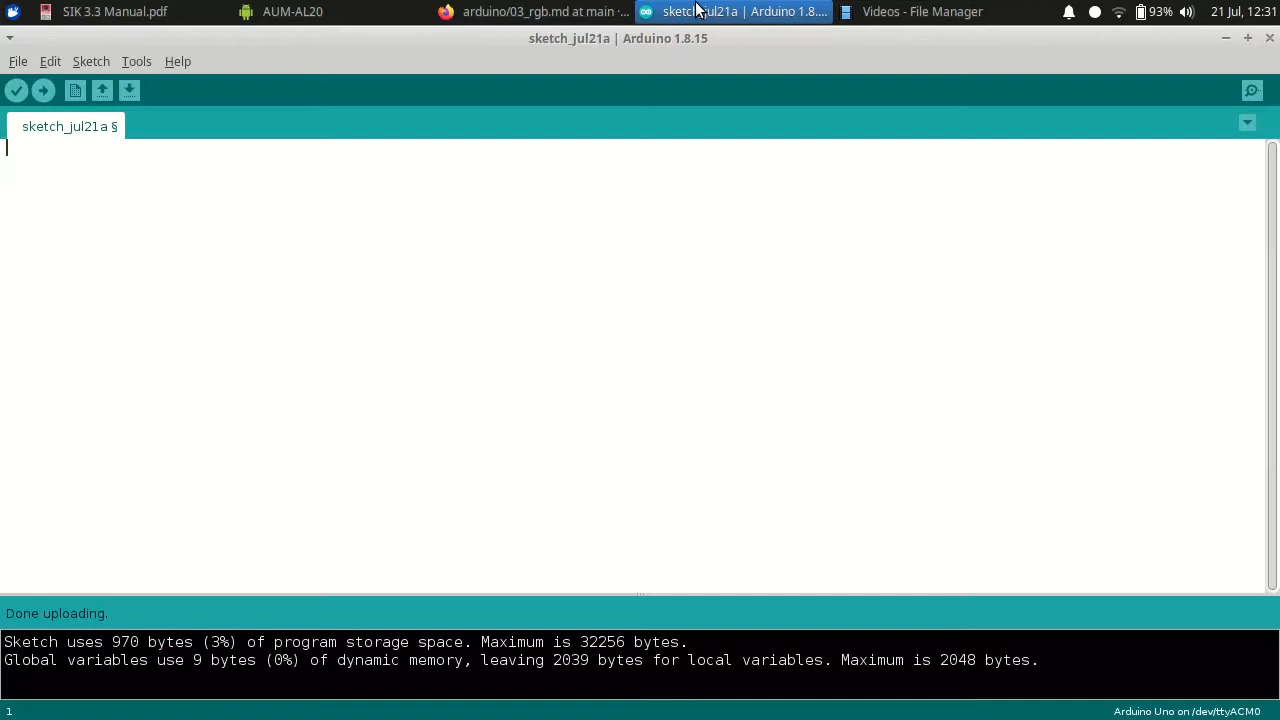 SIK 3.3 Manual.pdf AUM-AL20 arduino/03_rgb.md at main ·... sketch_jul21a | Arduino 1.8.... Videos - File Manager 93% 21 Jul, 12:31
sketch_jul21a | Arduino 1.8.15
File Edit Sketch Tools Help
sketch_jul21a §
Done uploading.
Sketch uses 970 bytes (3%) of program storage space. Maximum is 32256 bytes.
Global variables use 9 bytes (0%) of dynamic memory, leaving 2039 bytes for local variables. Maximum is 2048 bytes.
1 Arduino Uno on /dev/ttyACM0